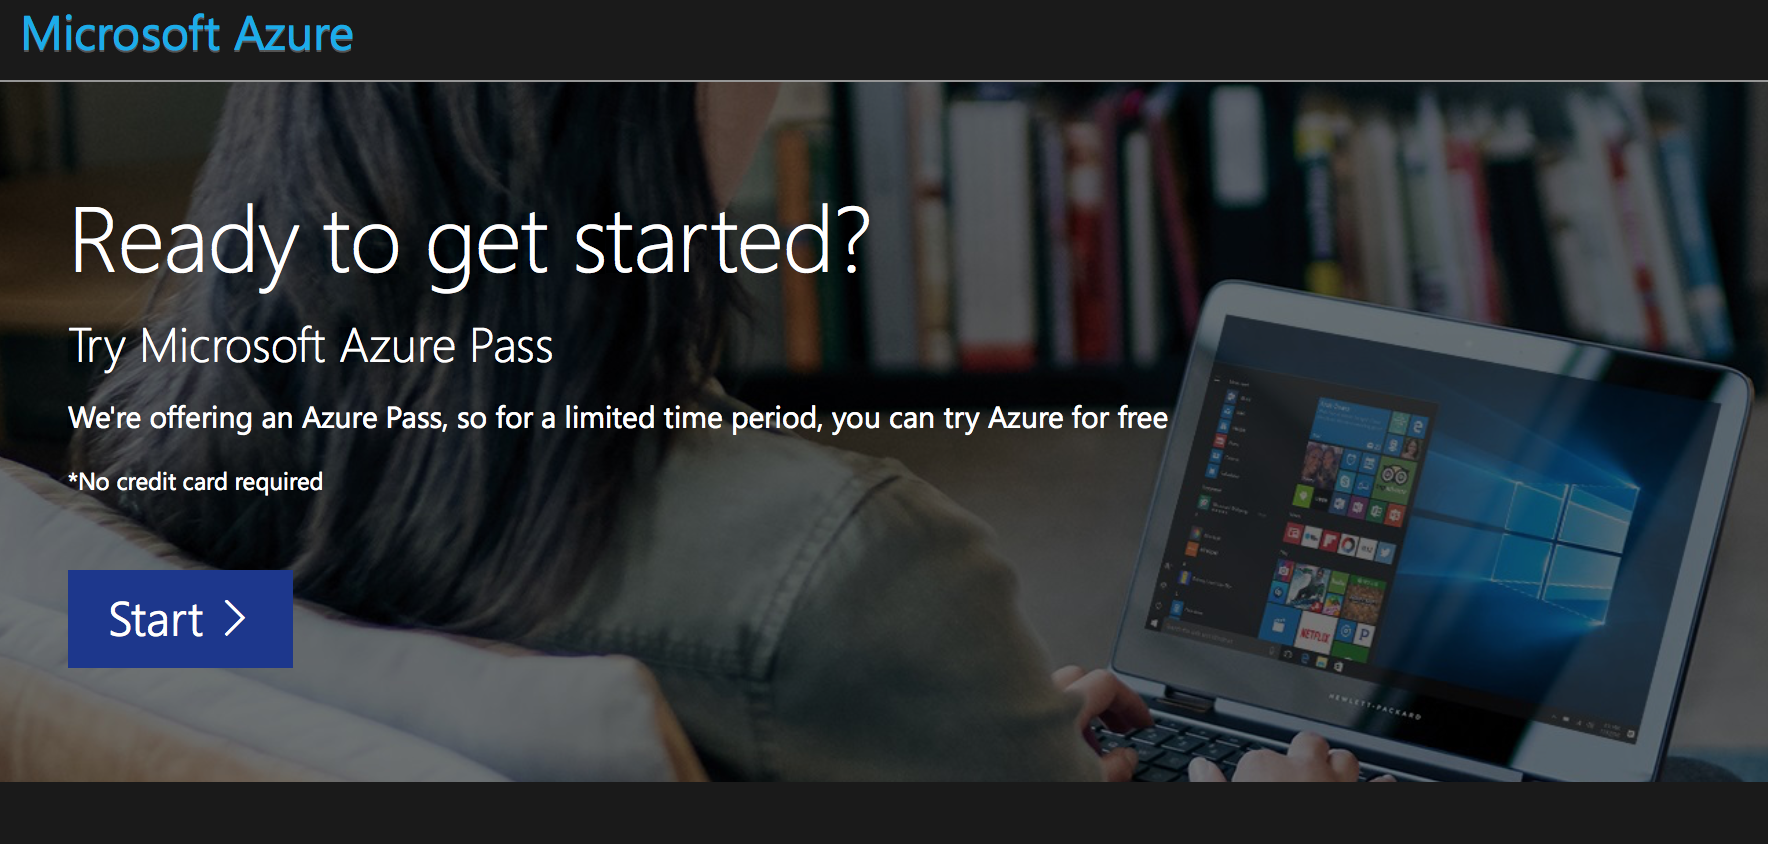 Microsoft Azure
Ready to get started?
Try Microsoft Azure Pass
We're offering an Azure Pass, so for a limited time period, you can try Azure for free
*No credit card required
Start
NETFLIX
HEWLETT-PACKARD